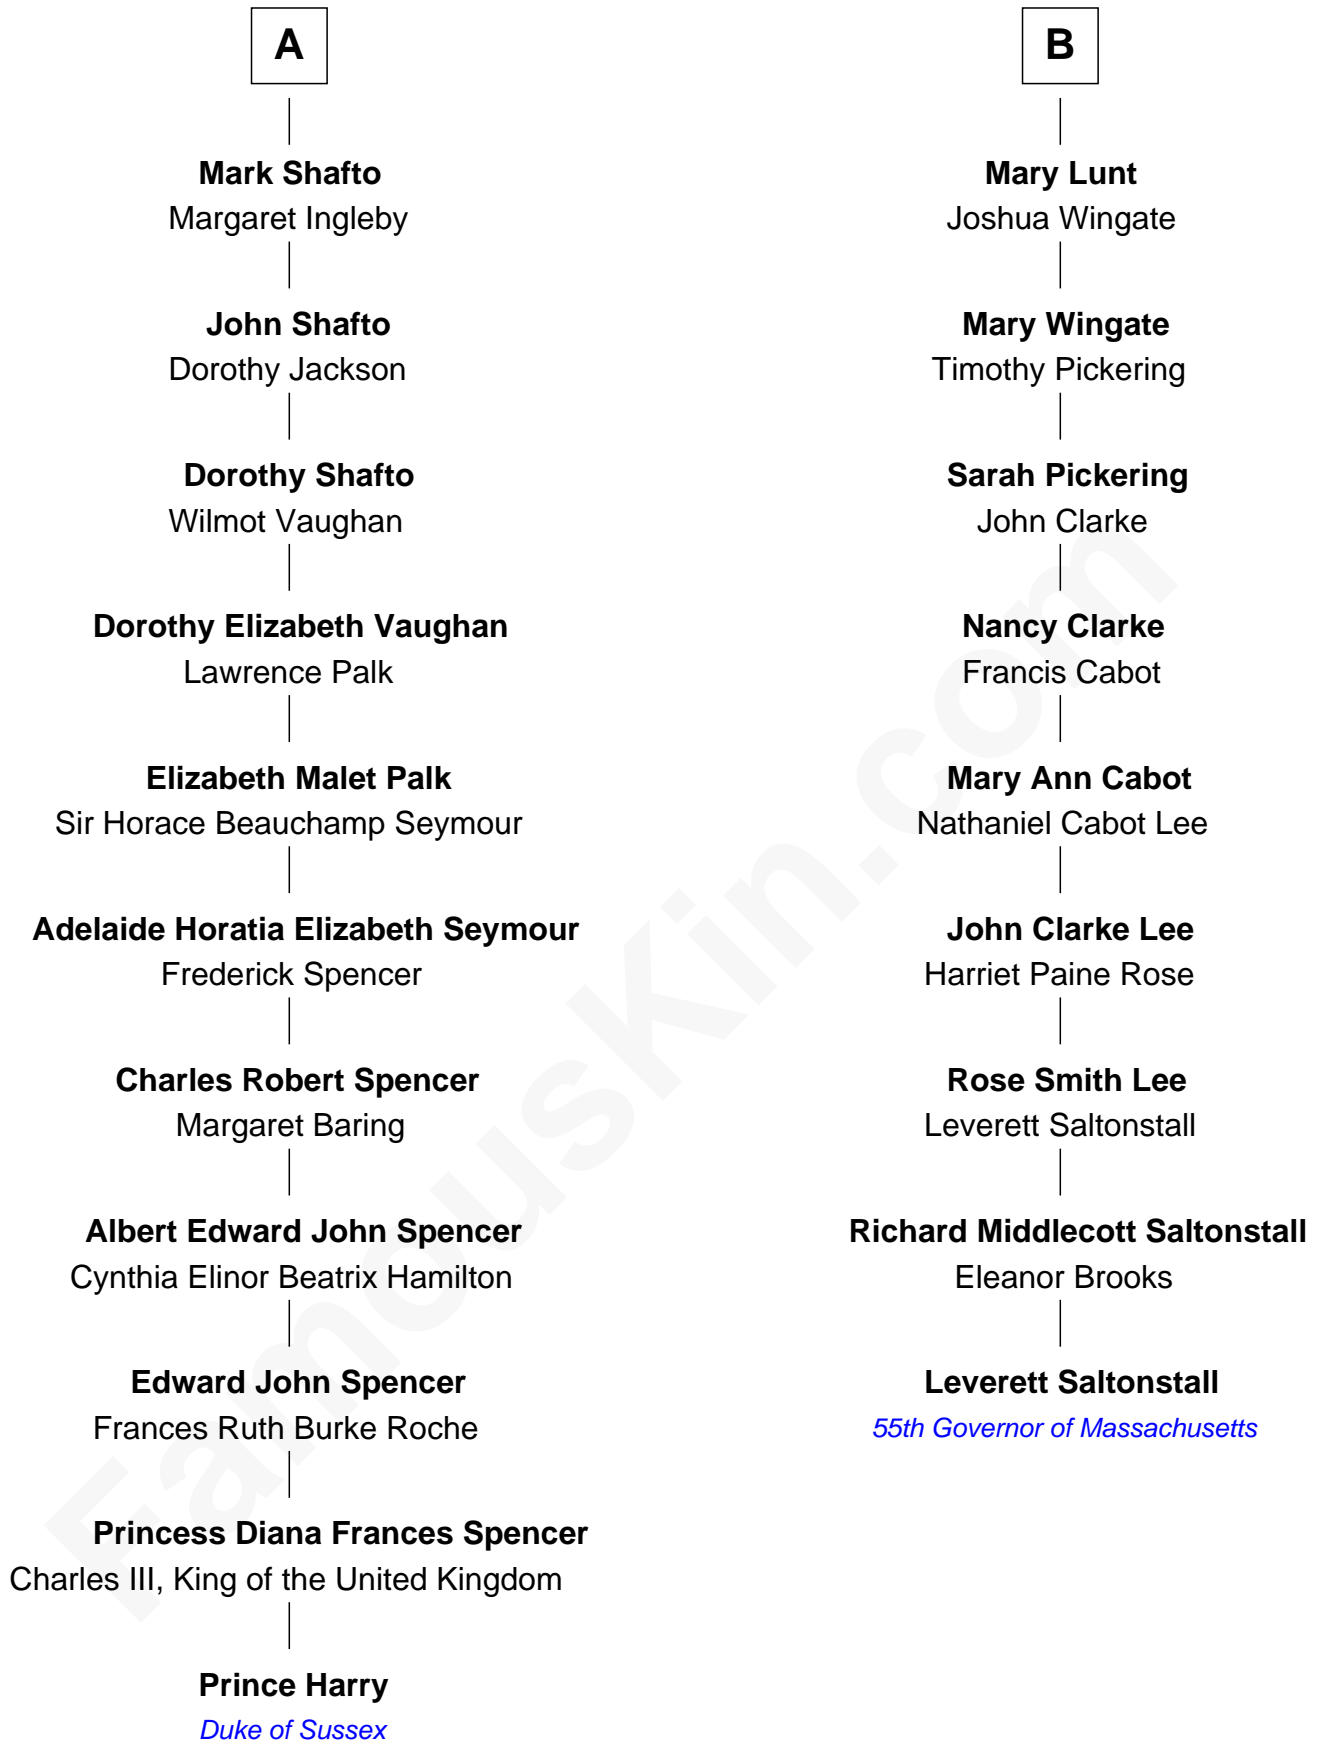 A
Mark Shafto
Margaret Ingleby
John Shafto
Dorothy Jackson
Dorothy Shafto
Wilmot Vaughan
Dorothy Elizabeth Vaughan
Lawrence Palk
Elizabeth Malet Palk
Sir Horace Beauchamp Seymour
Adelaide Horatia Elizabeth Seymour
Frederick Spencer
Charles Robert Spencer
Margaret Baring
Albert Edward John Spencer
Cynthia Elinor Beatrix Hamilton
Edward John Spencer
Frances Ruth Burke Roche
Princess Diana Frances Spencer
Charles III, King of the United Kingdom
Prince Harry
Duke of Sussex
B
Mary Lunt
Joshua Wingate
Mary Wingate
Timothy Pickering
Sarah Pickering
John Clarke
Nancy Clarke
Francis Cabot
Mary Ann Cabot
Nathaniel Cabot Lee
John Clarke Lee
Harriet Paine Rose
Rose Smith Lee
Leverett Saltonstall
Richard Middlecott Saltonstall
Eleanor Brooks
Leverett Saltonstall
55th Governor of Massachusetts
FamousKin.com